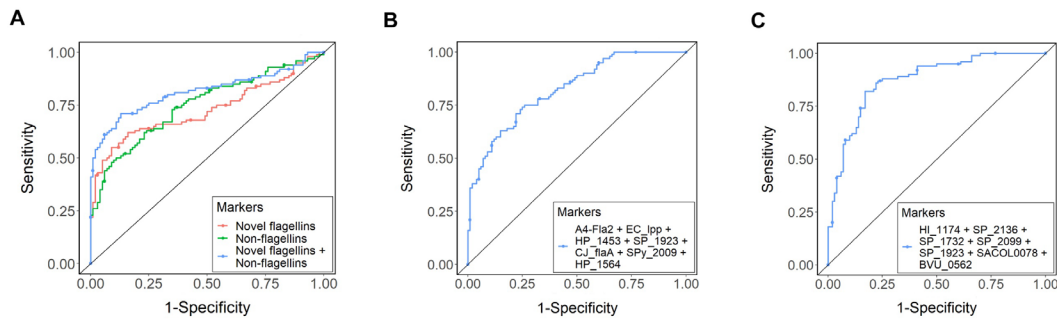 A
Sensitivity
1.00
0.75
0.50
0.25
0.00
0.00
0.25
0.50
0.75
1.00
1-Specificity
Markers
Novel flagellins
Non-flagellins
Novel flagellins +
Non-flagellins
B
Sensitivity
1.00
0.75
0.50
0.25
0.00
0.00
0.25
0.50
0.75
1.00
1-Specificity
Markers
A4-Fla2 + EC_lpp +
HP_1453 + SP_1923 +
CJ_flaA + SPy_2009 +
HP_1564
C
Sensitivity
1.00
0.75
0.50
0.25
0.00
0.00
0.25
0.50
0.75
1.00
1-Specificity
Markers
HI_1174 + SP_2136 +
SP_1732 + SP_2099 +
SP_1923 + SACOL0078 +
BVU_0562